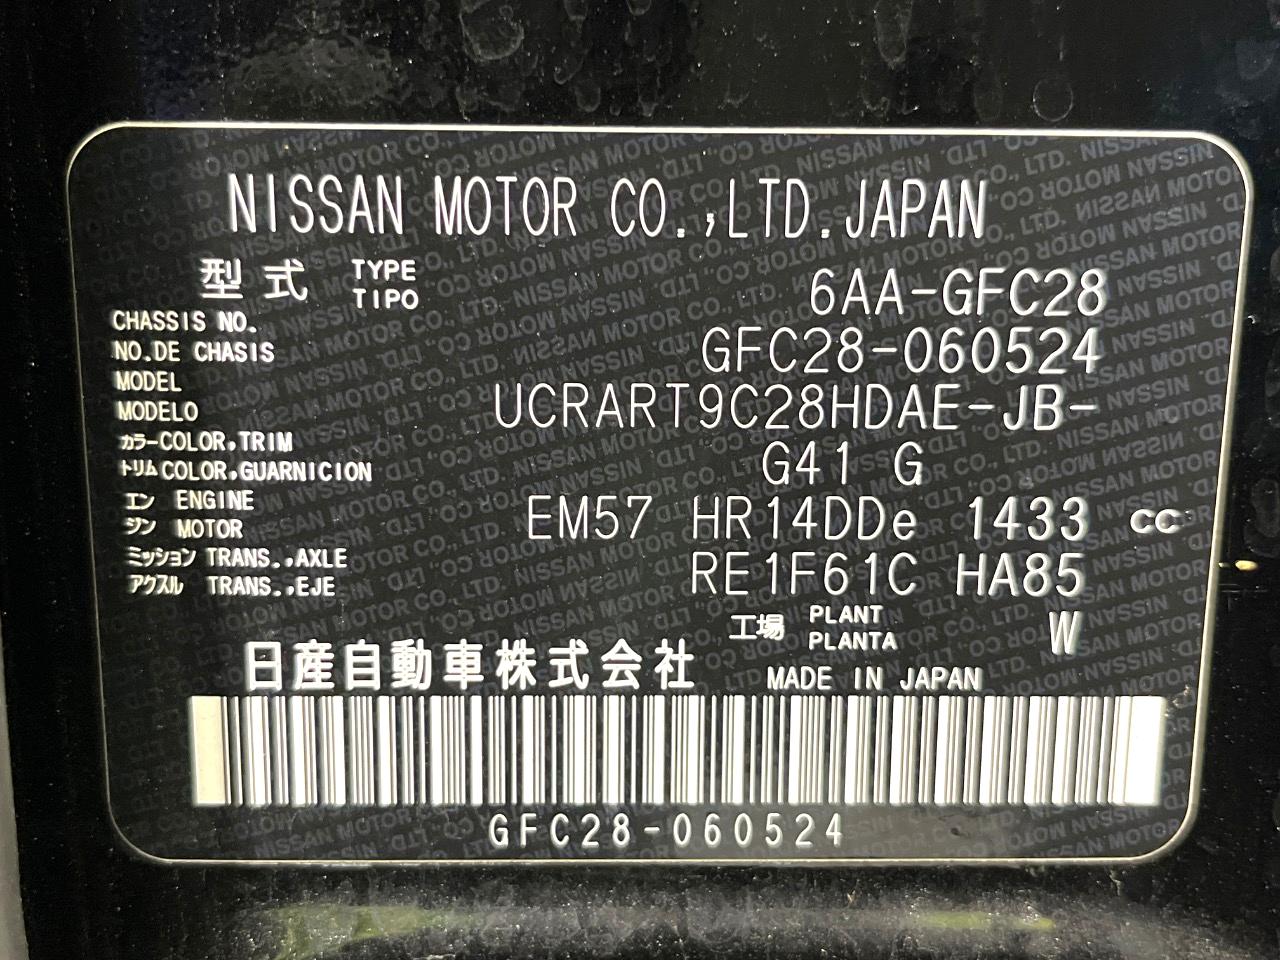 NISSAN MOTOR CO.,LTD.JAPAN
型式 TYPE TIPO 6AA-GFC28
CHASSIS NO.
NO.DE CHASIS GFC28-060524
MODEL
MODELO UCRART9C28HDAE-JB-
カラー COLOR,TRIM
トリム COLOR,GUARNICION G41 G
エン ENGINE
ジン MOTOR EM57 HR14DDe 1433 CC
ミッション TRANS.,AXLE
アクスル TRANS.,EJE RE1F61C HA85
工場 PLANT PLANTA W
日産自動車株式会社 MADE IN JAPAN
GFC28-060524